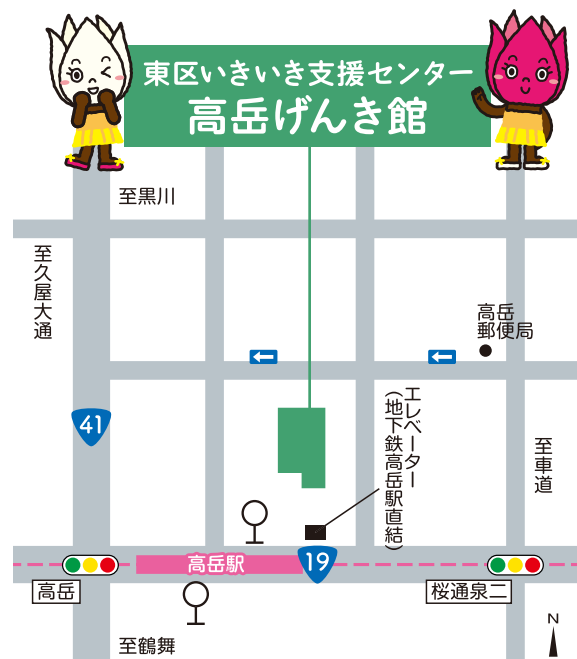 東区いきいき支援センター
高岳げんき館
至黒川
至久屋大通
高岳
郵便局
41
エレベーター
(地下鉄高岳駅直結)
至車道
高岳駅
19
高岳
桜通泉二
至鶴舞
N